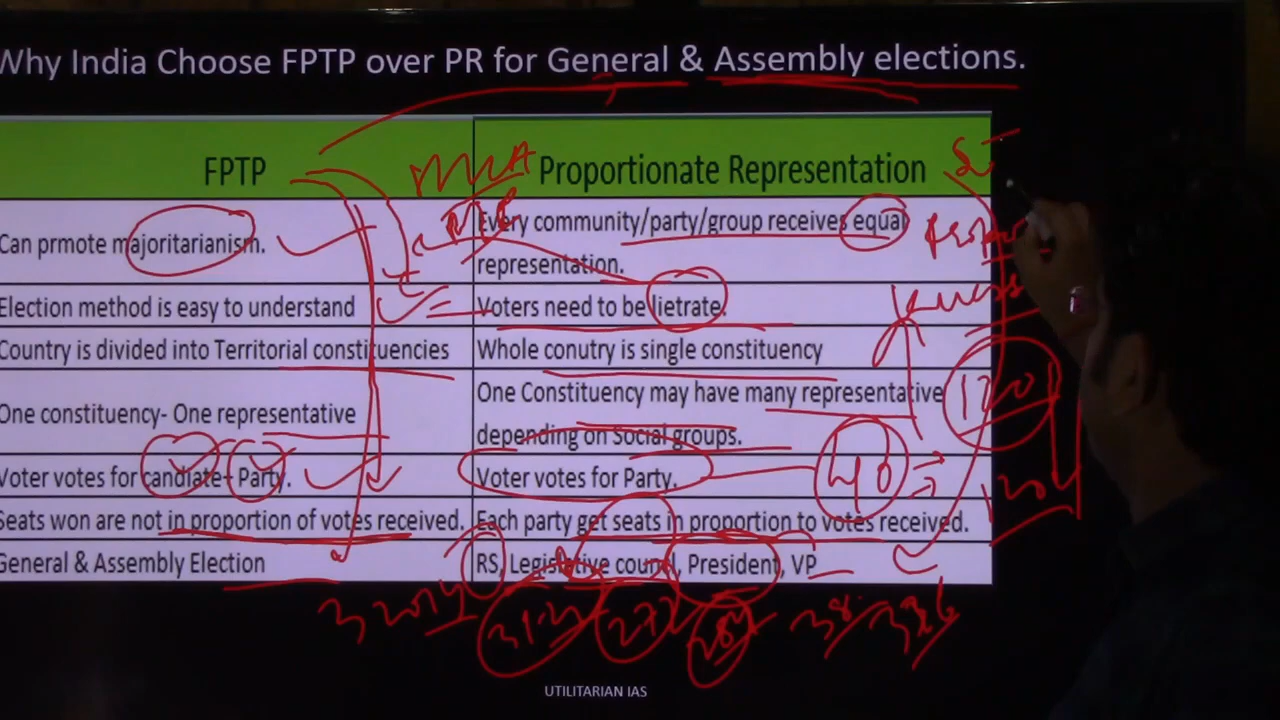 Why India Choose FPTP over PR for General & Assembly elections.
FPTP
Proportionate Representation
MLA
MP
Can prmote majoritarianism.
Every community/party/group receives equal
representation.
Election method is easy to understand
Voters need to be lietrate.
Country is divided into Territorial constituencies
Whole conutry is single constituency
One constituency- One representative
One Constituency may have many representative
depending on Social groups.
120
40
Voter votes for candiate+ Party.
Voter votes for Party.
Seats won are not in proportion of votes received.
Each party get seats in proportion to votes received.
General & Assembly Election
RS, Legislative council, President, VP
UTILITARIAN IAS